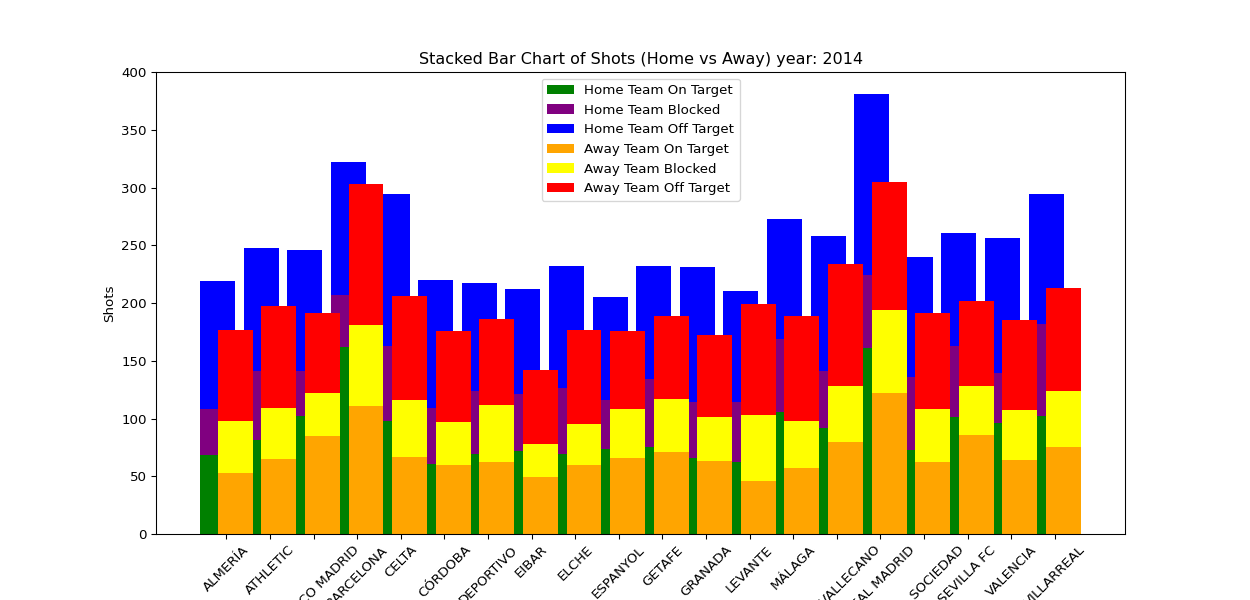 Stacked Bar Chart of Shots (Home vs Away) year: 2014
400
350
300
250
200
150
100
50
0
Shots
Home Team On Target
Home Team Blocked
Home Team Off Target
Away Team On Target
Away Team Blocked
Away Team Off Target
ALMERÍA
ATHLETIC
CO MADRID
BARCELONA
CELTA
CÓRDOBA
DEPORTIVO
EIBAR
ELCHE
ESPANYOL
GETAFE
GRANADA
LEVANTE
MÁLAGA
VALLECANO
AL MADRID
SOCIEDAD
SEVILLA FC
VALENCIA
VILLARREAL